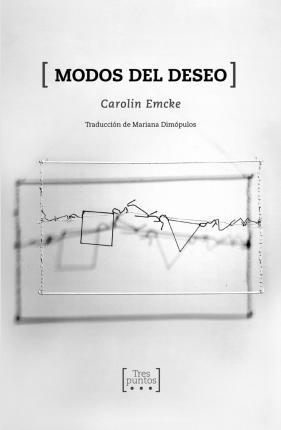 [ MODOS DEL DESEO ]
Carolin Emcke
Traducción de Mariana Dimópulos
[ Tres
puntos ]